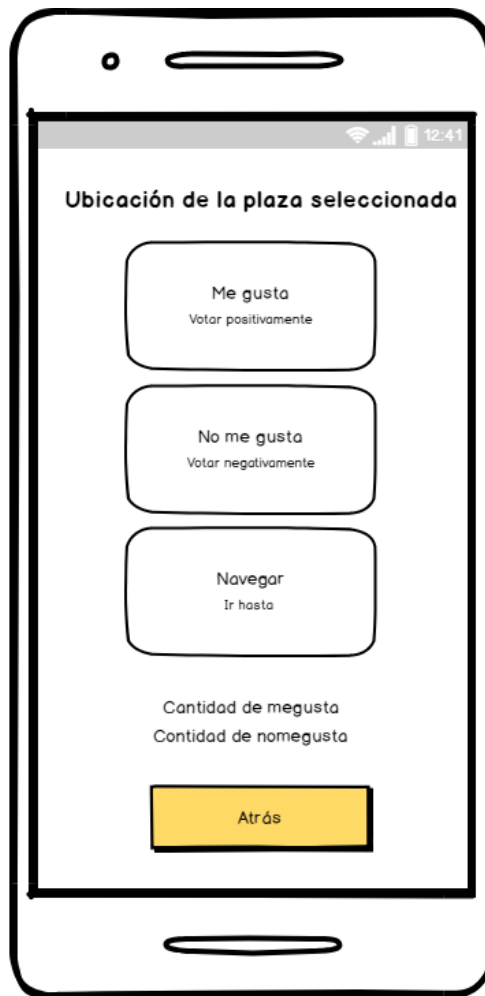 12:41
Ubicación de la plaza seleccionada
Me gusta
Votar positivamente
No me gusta
Votar negativamente
Navegar
Ir hasta
Cantidad de megusta
Contidad de nomegusta
Atrás